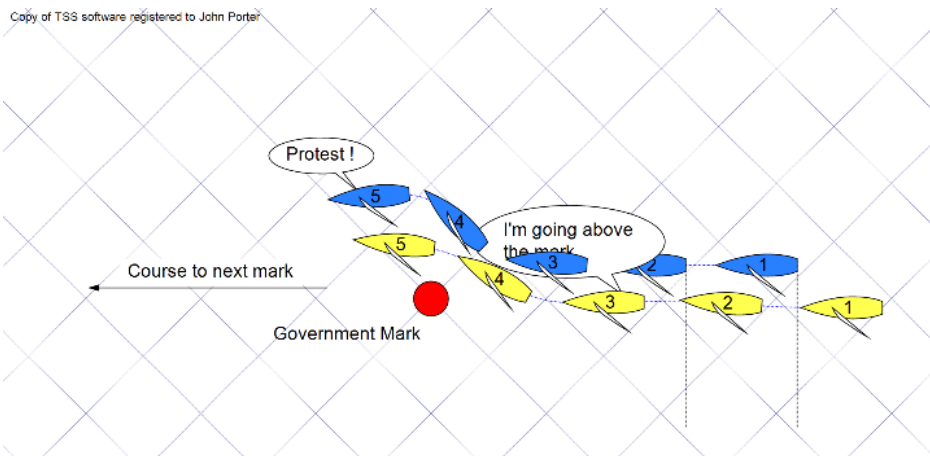 Copy of TSS software registered to John Porter
Protest !
I'm going above
the mark
5
4
3
2
1
5
4
3
2
1
Course to next mark
Government Mark